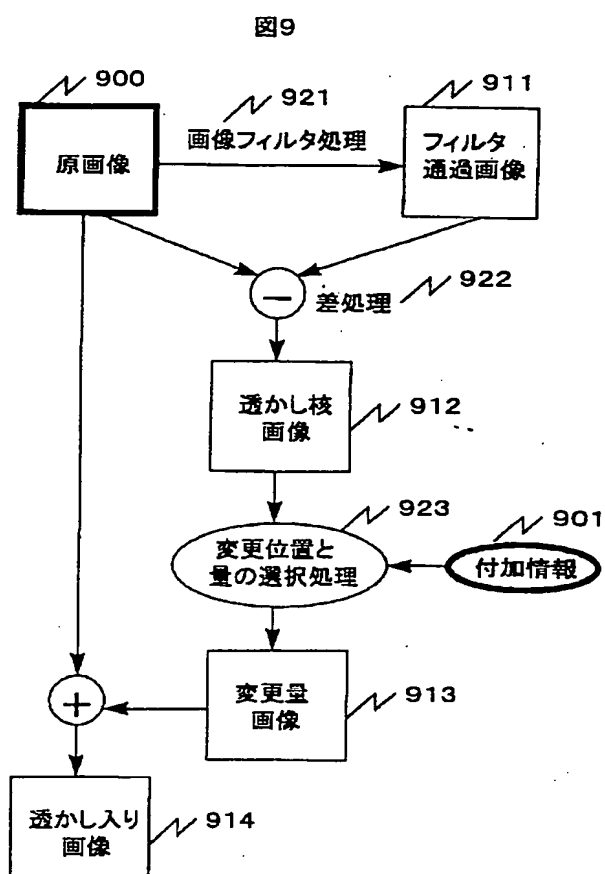 図9
900
921
911
原画像
画像フィルタ処理
フィルタ
通過画像
−
差処理
922
透かし核
画像
912
923
901
変更位置と
量の選択処理
付加情報
+
変更量
画像
913
透かし入り
画像
914